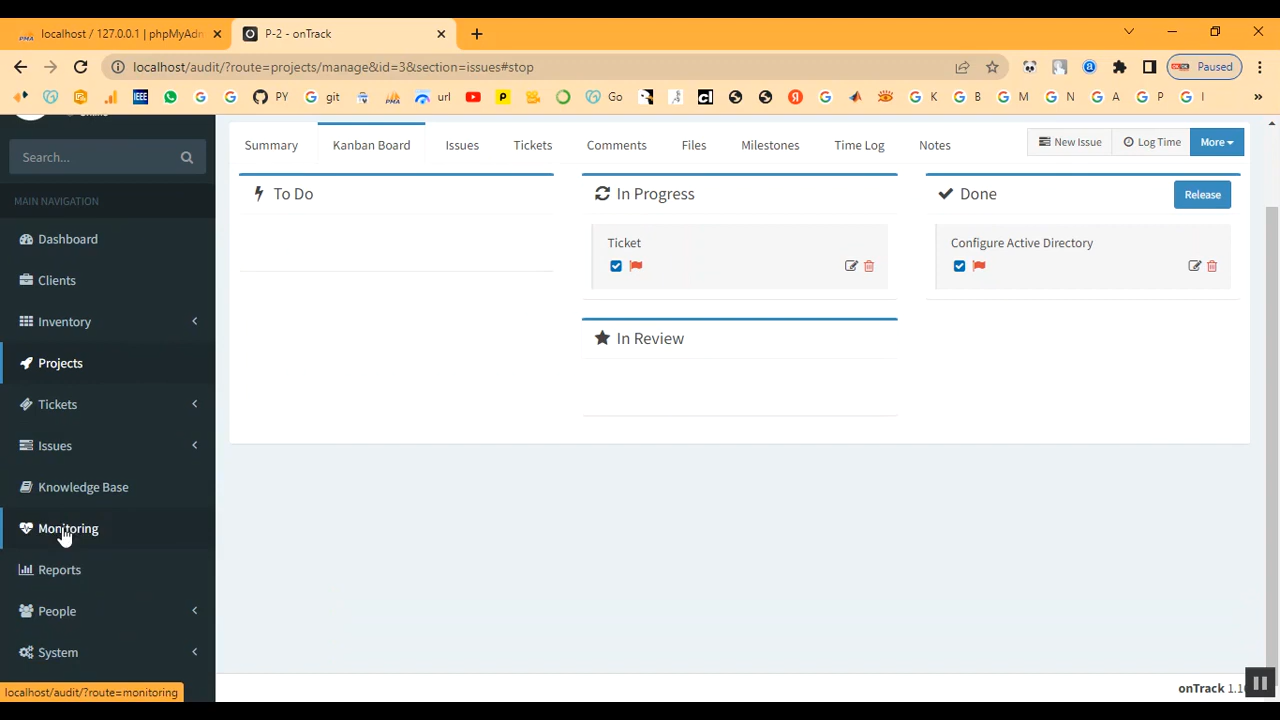 localhost / 127.0.0.1 | phpMyAdn
P-2 - onTrack
localhost/audit/?route=projects/manage&id=3&section=issues#stop
Paused
PY
git
url
Go
K
B
M
N
A
P
I
»
Search...
MAIN NAVIGATION
Dashboard
Clients
Inventory
Projects
Tickets
Issues
Knowledge Base
Monitoring
Reports
People
System
localhost/audit/?route=monitoring
Summary
Kanban Board
Issues
Tickets
Comments
Files
Milestones
Time Log
Notes
New Issue
Log Time
More
To Do
In Progress
Ticket
In Review
Done
Release
Configure Active Directory
onTrack